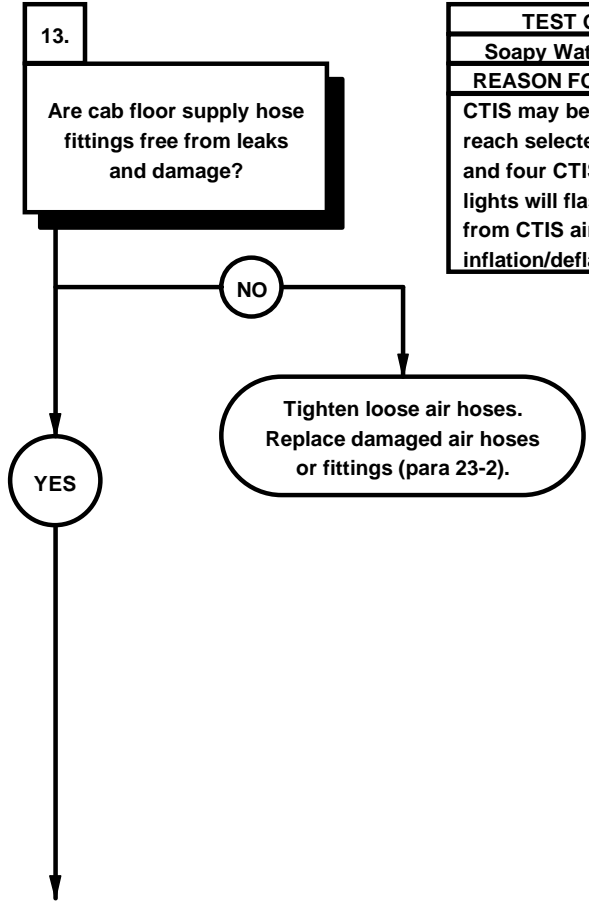 13.
Are cab floor supply hose
fittings free from leaks
and damage?
NO
Tighten loose air hoses.
Replace damaged air hoses
or fittings (para 23-2).
YES
TEST
Soapy Wat
REASON FO
CTIS may be
reach selecte
and four CTIS
lights will flas
from CTIS air
inflation/defla